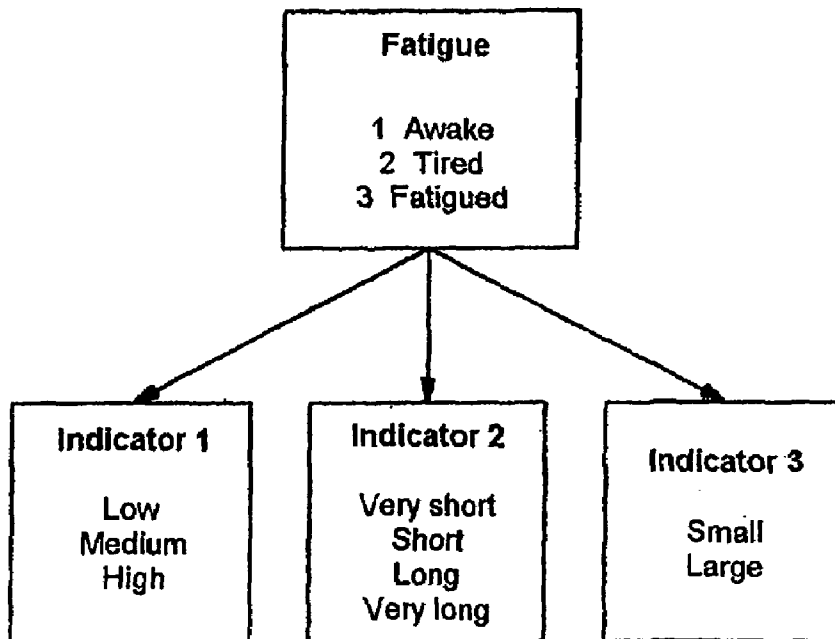 Fatigue
1 Awake
2 Tired
3 Fatigued
Indicator 1
Low
Medium
High
Indicator 2
Very short
Short
Long
Very long
Indicator 3
Small
Large